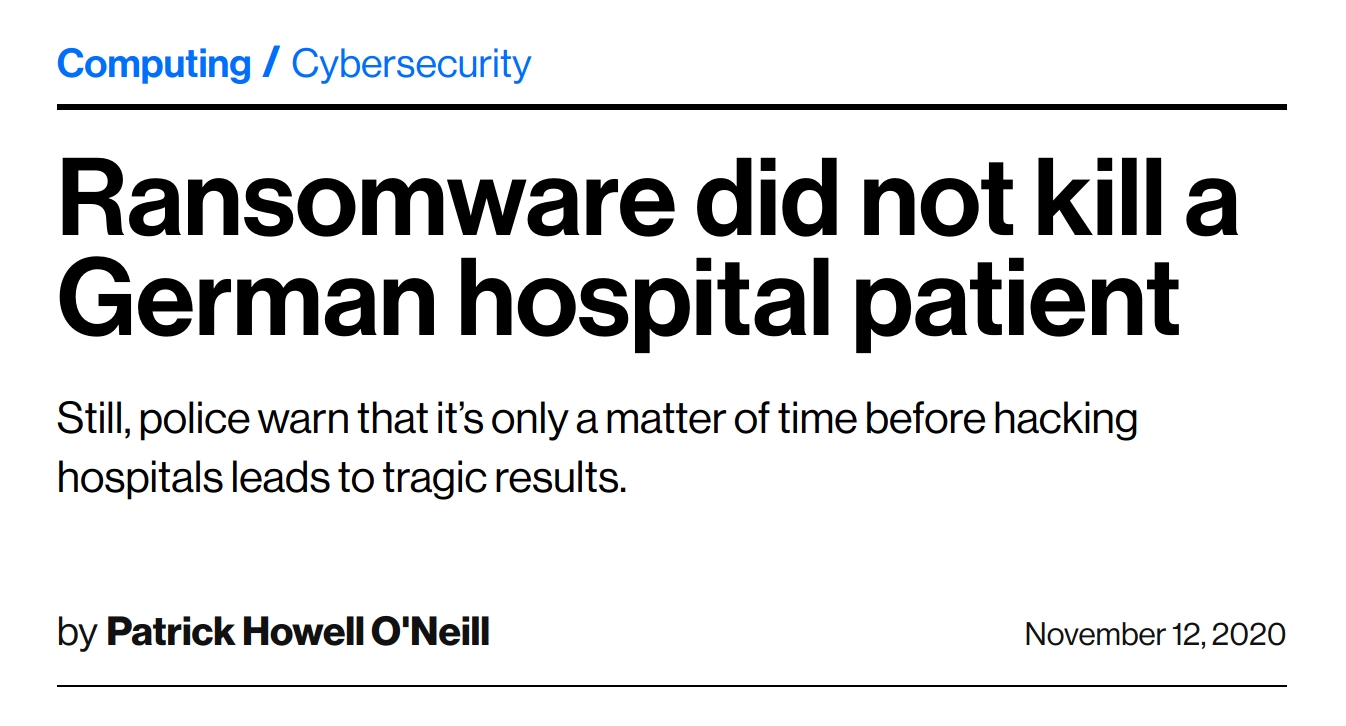 Computing / Cybersecurity
Ransomware did not kill a
German hospital patient
Still, police warn that it’s only a matter of time before hacking
hospitals leads to tragic results.
by Patrick Howell O'Neill
November 12, 2020